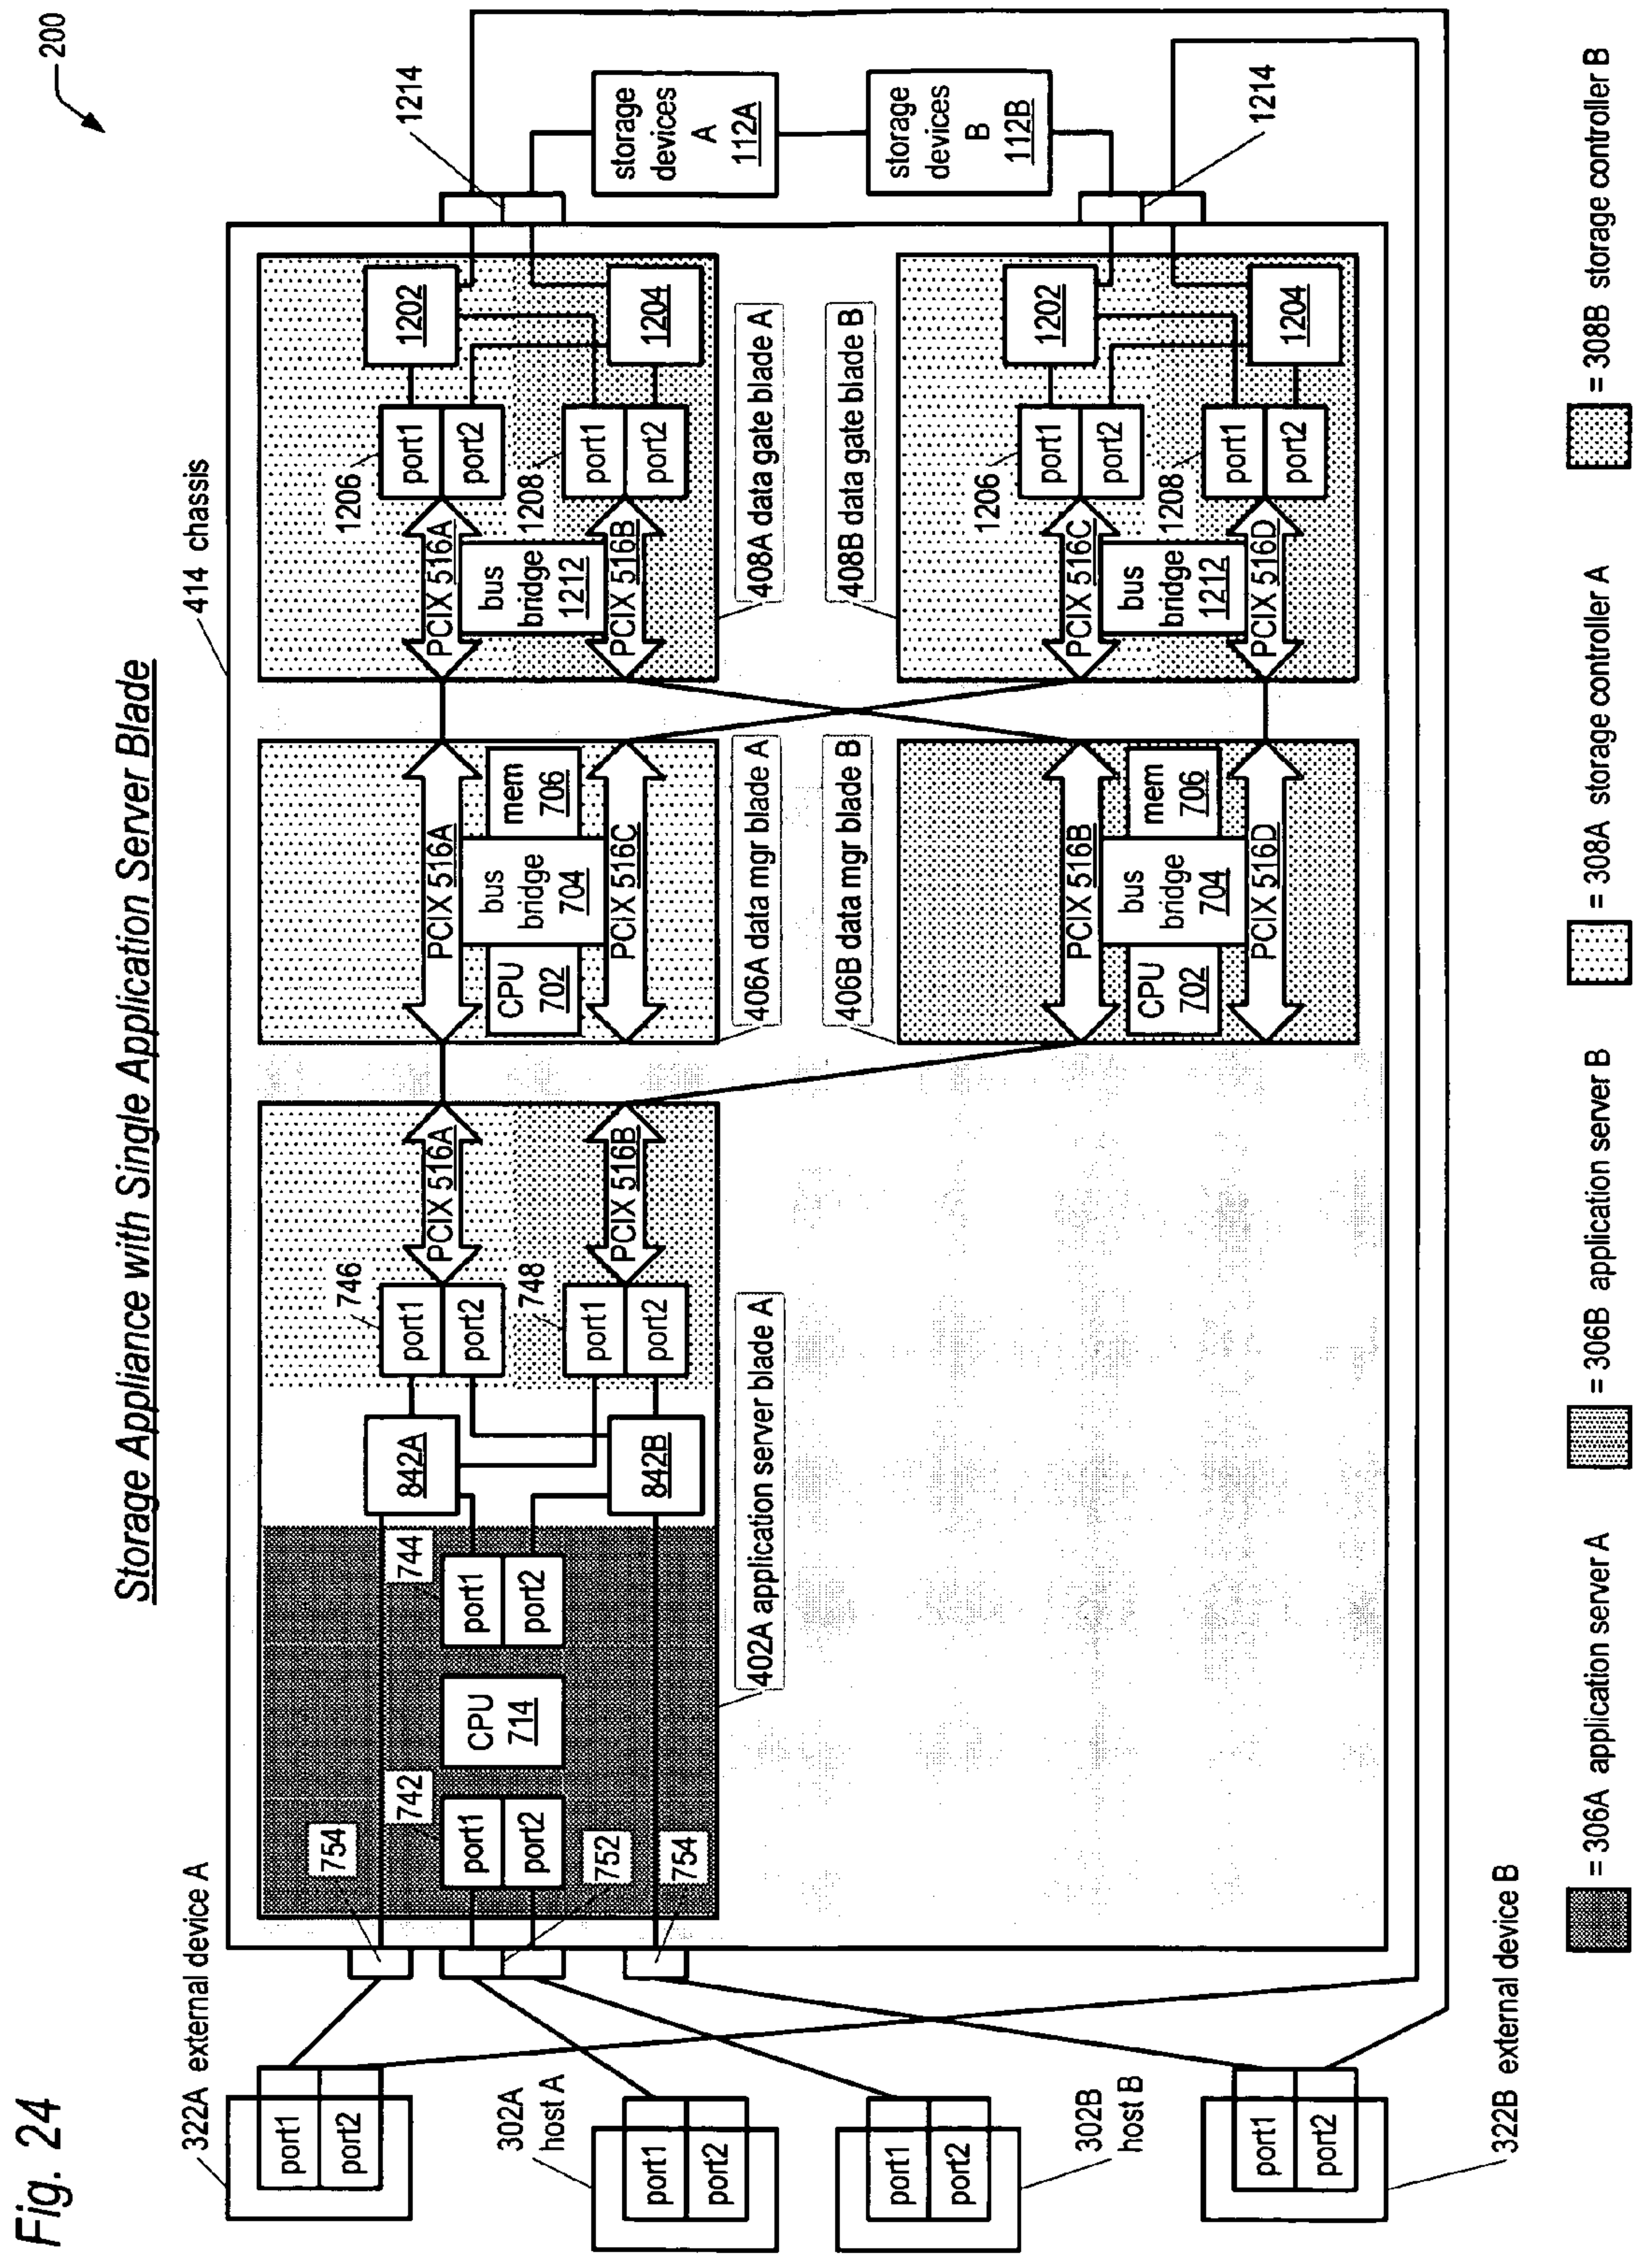 Fig. 24
Storage Appliance with Single Application Server Blade
200
414 chassis
322A external device A
port1
port2
302A
host A
port1
port2
302B
host B
port1
port2
322B external device B
port1
port2
754
742
port1
port2
752
754
CPU
714
744
port1
port2
842A
842B
746
port1
port2
748
port1
port2
PCIX 516A
PCIX 516B
402A application server blade A
PCIX 516A
CPU
702
bus
bridge
704
mem
706
PCIX 516C
406A data mgr blade A
406B data mgr blade B
PCIX 516B
CPU
702
bus
bridge
704
mem
706
PCIX 516D
PCIX 516A
bus
bridge
1212
PCIX 516B
1206
port1
port2
1208
port1
port2
1202
1204
408A data gate blade A
408B data gate blade B
PCIX 516C
bus
bridge
1212
PCIX 516D
1206
port1
port2
1208
port1
port2
1202
1204
1214
storage
devices
A
112A
storage
devices
B
112B
1214
= 306A application server A
= 306B application server B
= 308A storage controller A
= 308B storage controller B